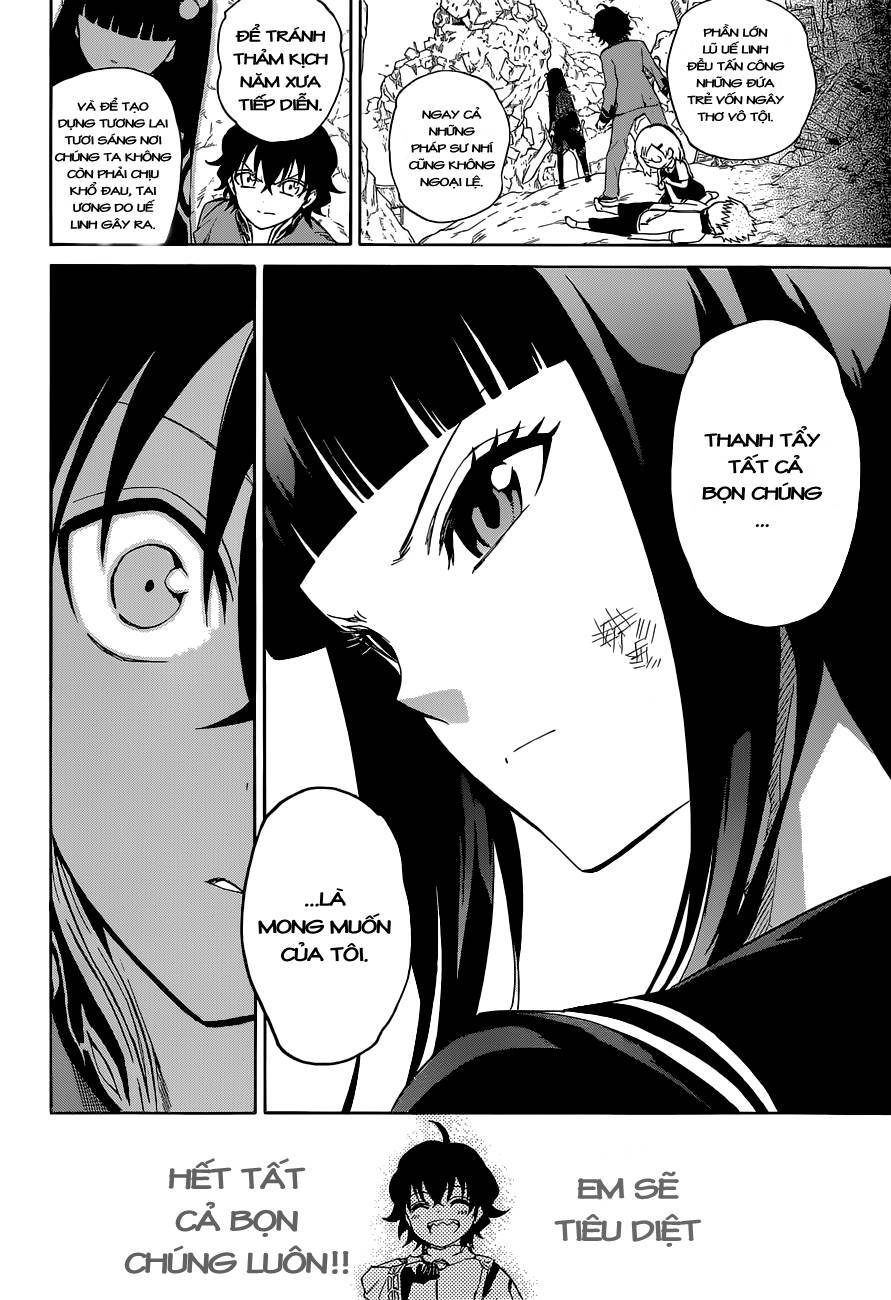 PHẦN LỚN
LŨ UẾ LINH
ĐỀU TẤN CÔNG
NHỮNG ĐỨA
TRẺ VỐN NGÂY
THƠ VÔ TỘI.
NGAY CẢ
NHỮNG
PHÁP SƯ NHÍ
CŨNG KHÔNG
NGOẠI LỆ.
ĐỂ TRÁNH
THẢM KỊCH
NĂM XƯA
TIẾP DIỄN.
VÀ ĐỂ TẠO
DỰNG TƯƠNG LAI
TƯƠI SÁNG NƠI
CHÚNG TA KHÔNG
CÒN PHẢI CHỊU
KHỔ ĐAU, TAI
ƯƠNG DO UẾ
LINH GÂY RA.
THANH TẨY
TẤT CẢ
BỌN CHÚNG
...
...LÀ
MONG MUỐN
CỦA TÔI.
EM SẼ
TIÊU DIỆT
HẾT TẤT
CẢ BỌN
CHÚNG LUÔN!!